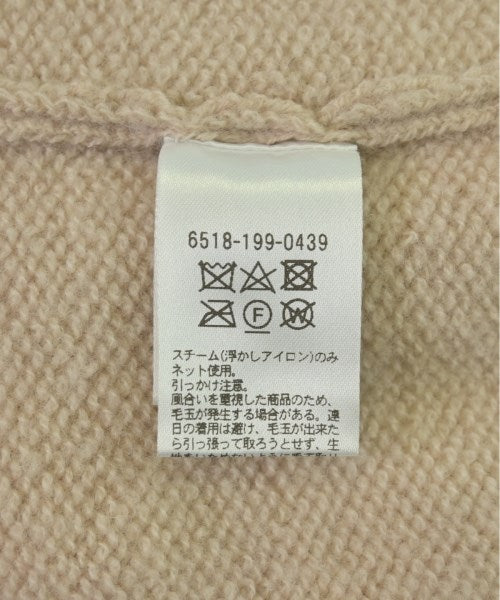 6518-199-0439
F W
スチーム(浮かしアイロン)のみ
ネット使用。
引っかけ注意。
風合いを重視した商品のため、
毛玉が発生する場合がある。連
日の着用は避け、毛玉が出来た
ら引っ張って取ろうとせず、生